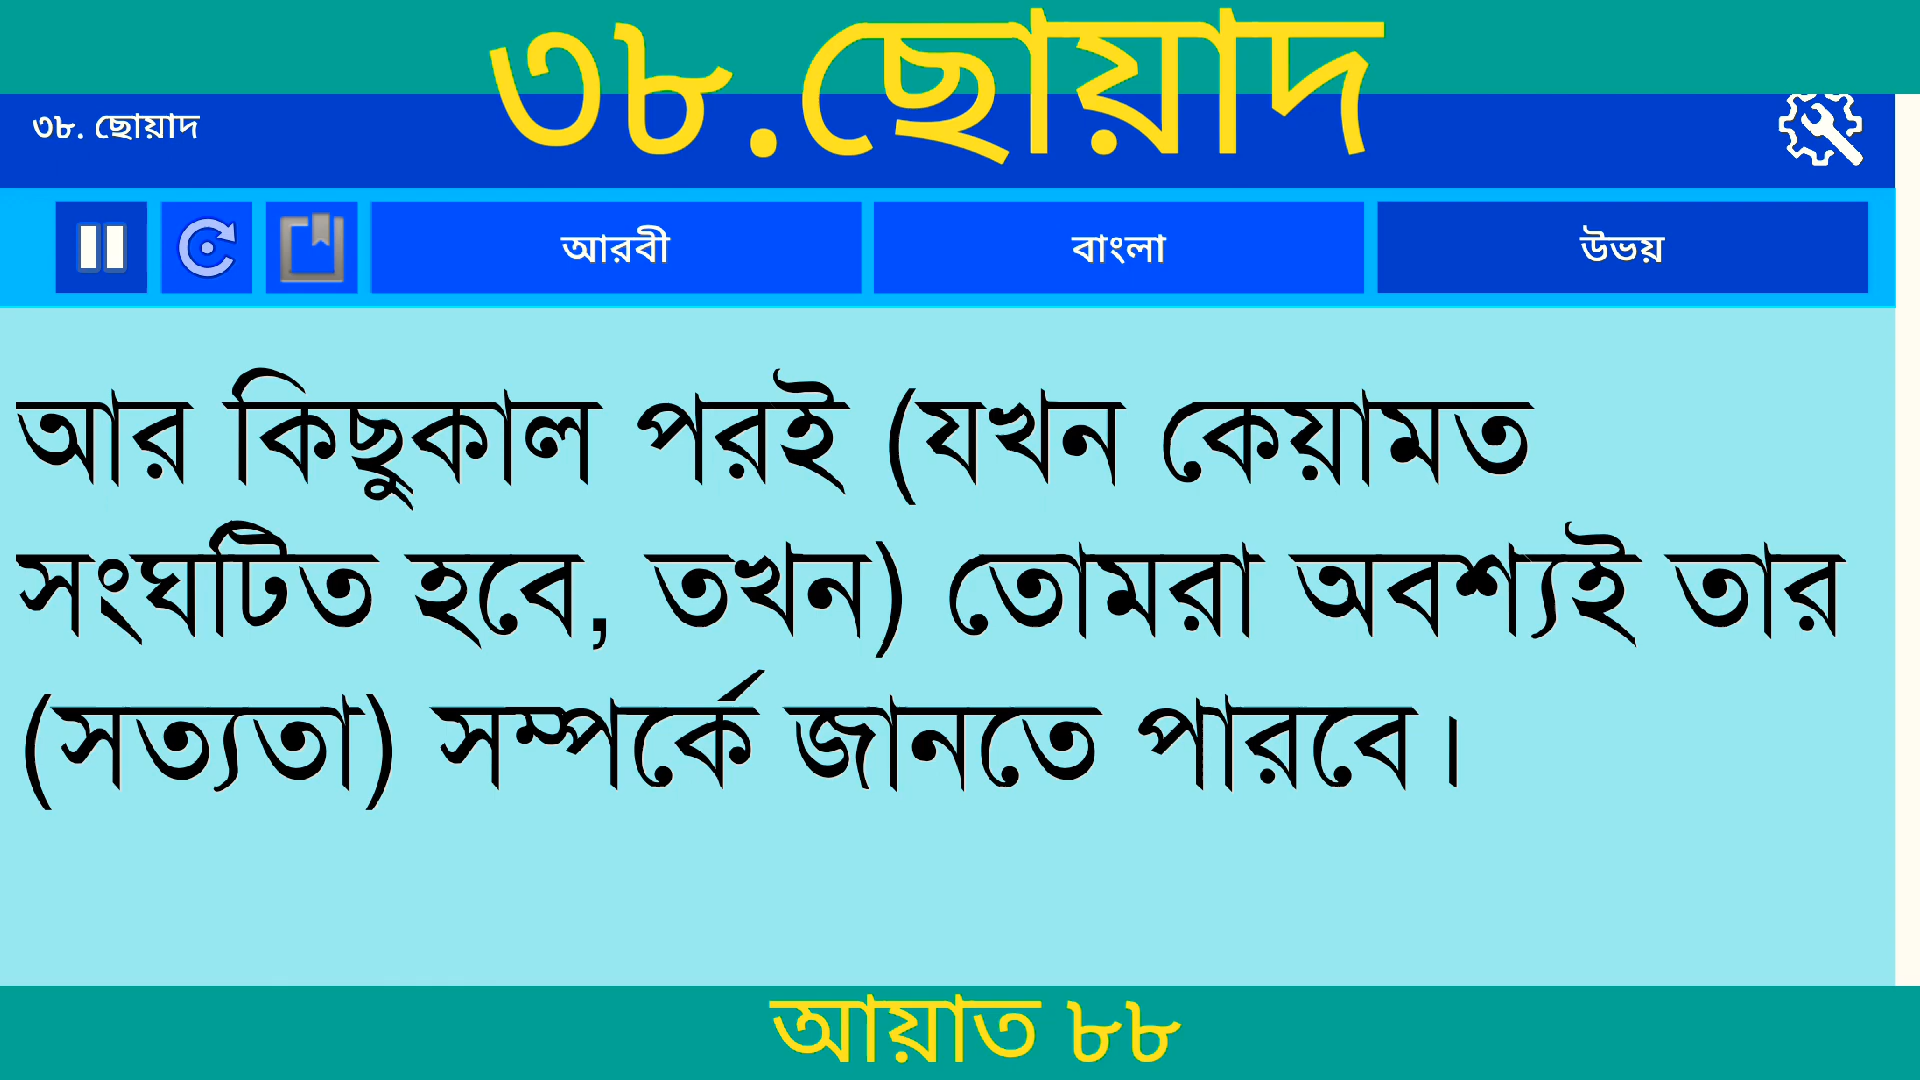 ৩৮.ছোয়াদ
৩৮. ছোয়াদ
আরবী
বাংলা
উভয়
আর কিছুকাল পরই (যখন কেয়ামত
সংঘটিত হবে, তখন) তোমরা অবশ্যই তার
(সত্যতা) সম্পর্কে জানতে পারবে।
আয়াত ৮৮